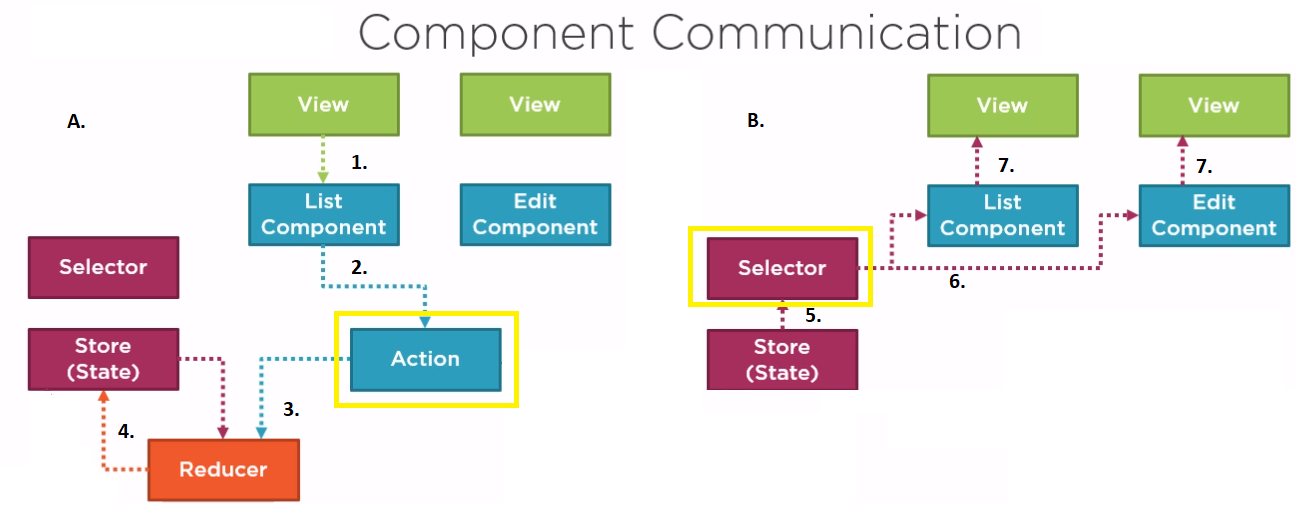 Component Communication
A.
View
View
1.
List
Component
Edit
Component
Selector
2.
Store
(State)
Action
3.
4.
Reducer
B.
View
View
7.
7.
List
Component
Edit
Component
Selector
6.
5.
Store
(State)